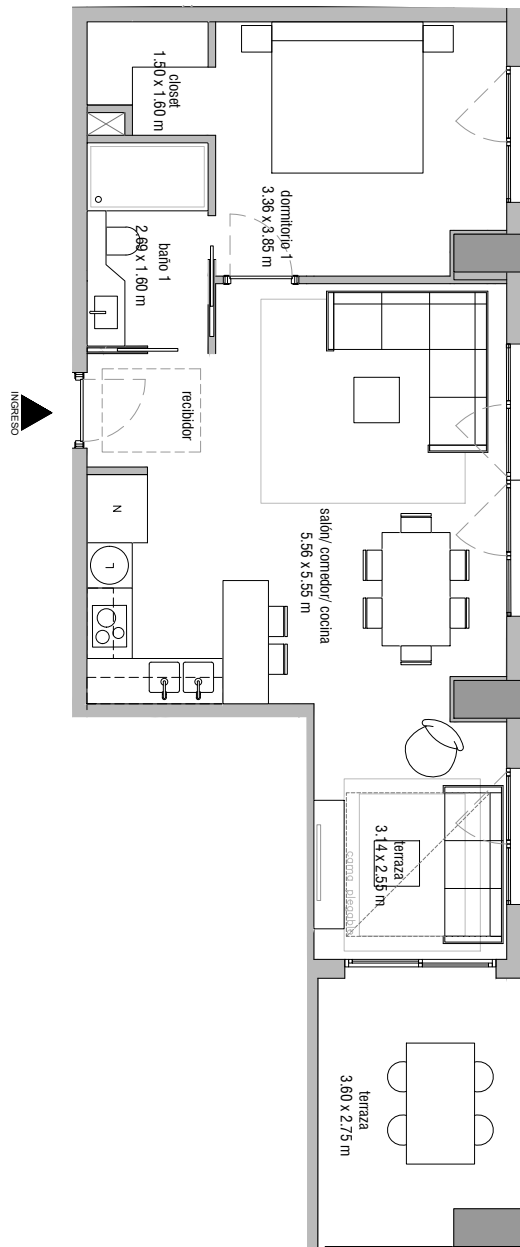 closet
1.50 x 1.60 m
dormitorio 1
3.36 x 3.85 m
baño 1
2.69 x 1.60 m
recibidor
INGRESO
N
L
salón/ comedor/ cocina
5.56 x 5.55 m
terraza
3.14 x 2.55 m
cama plegable
terraza
3.60 x 2.75 m